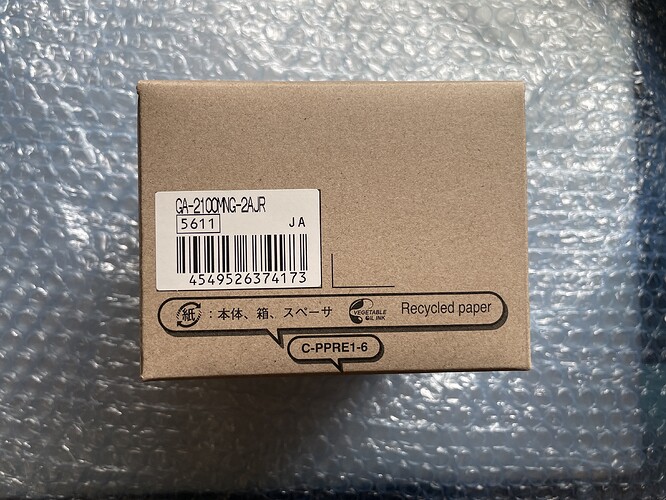 GA-2100MNG-2AJR
5611
JA
4549526374173
紙：本体、箱、スペーサ
VEGETABLE
OIL INK
Recycled paper
C-PPRE1-6